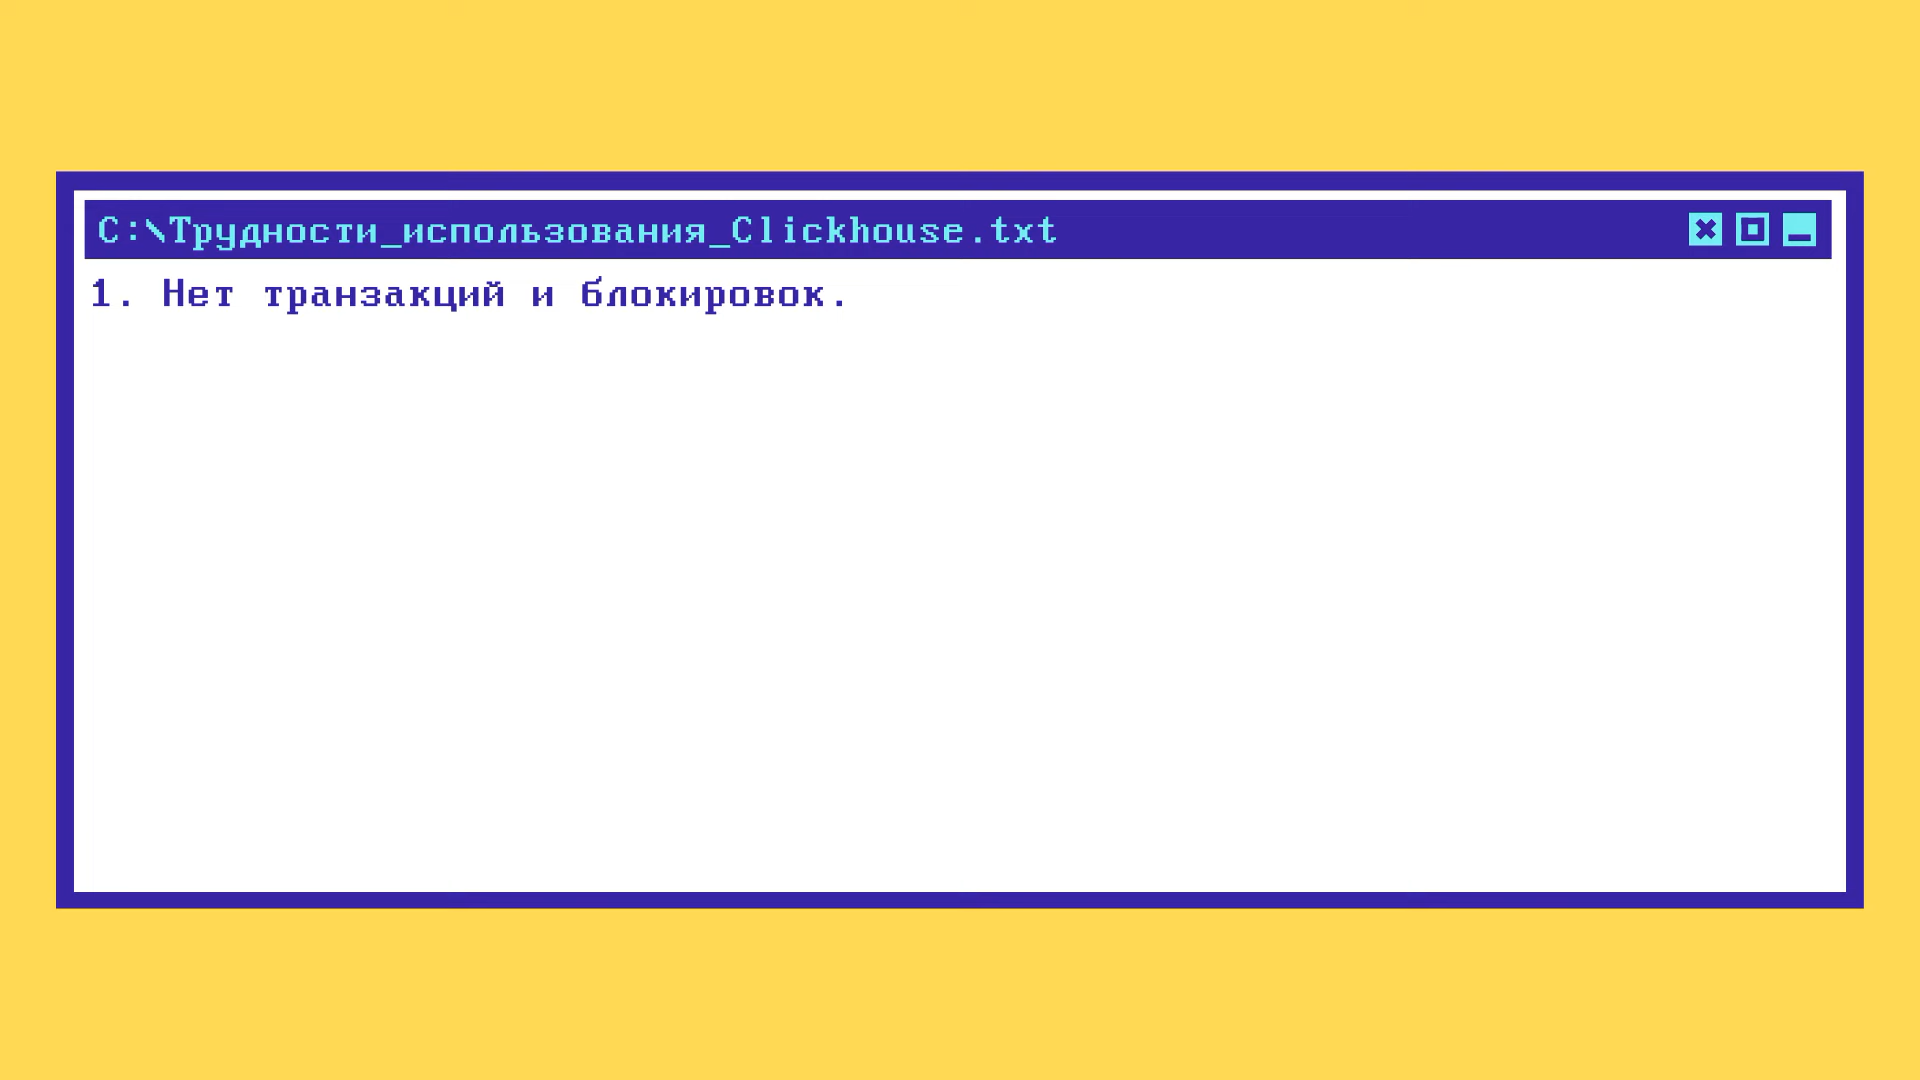 C:\Трудности_использования_Clickhouse.txt
1. Нет транзакций и блокировок.